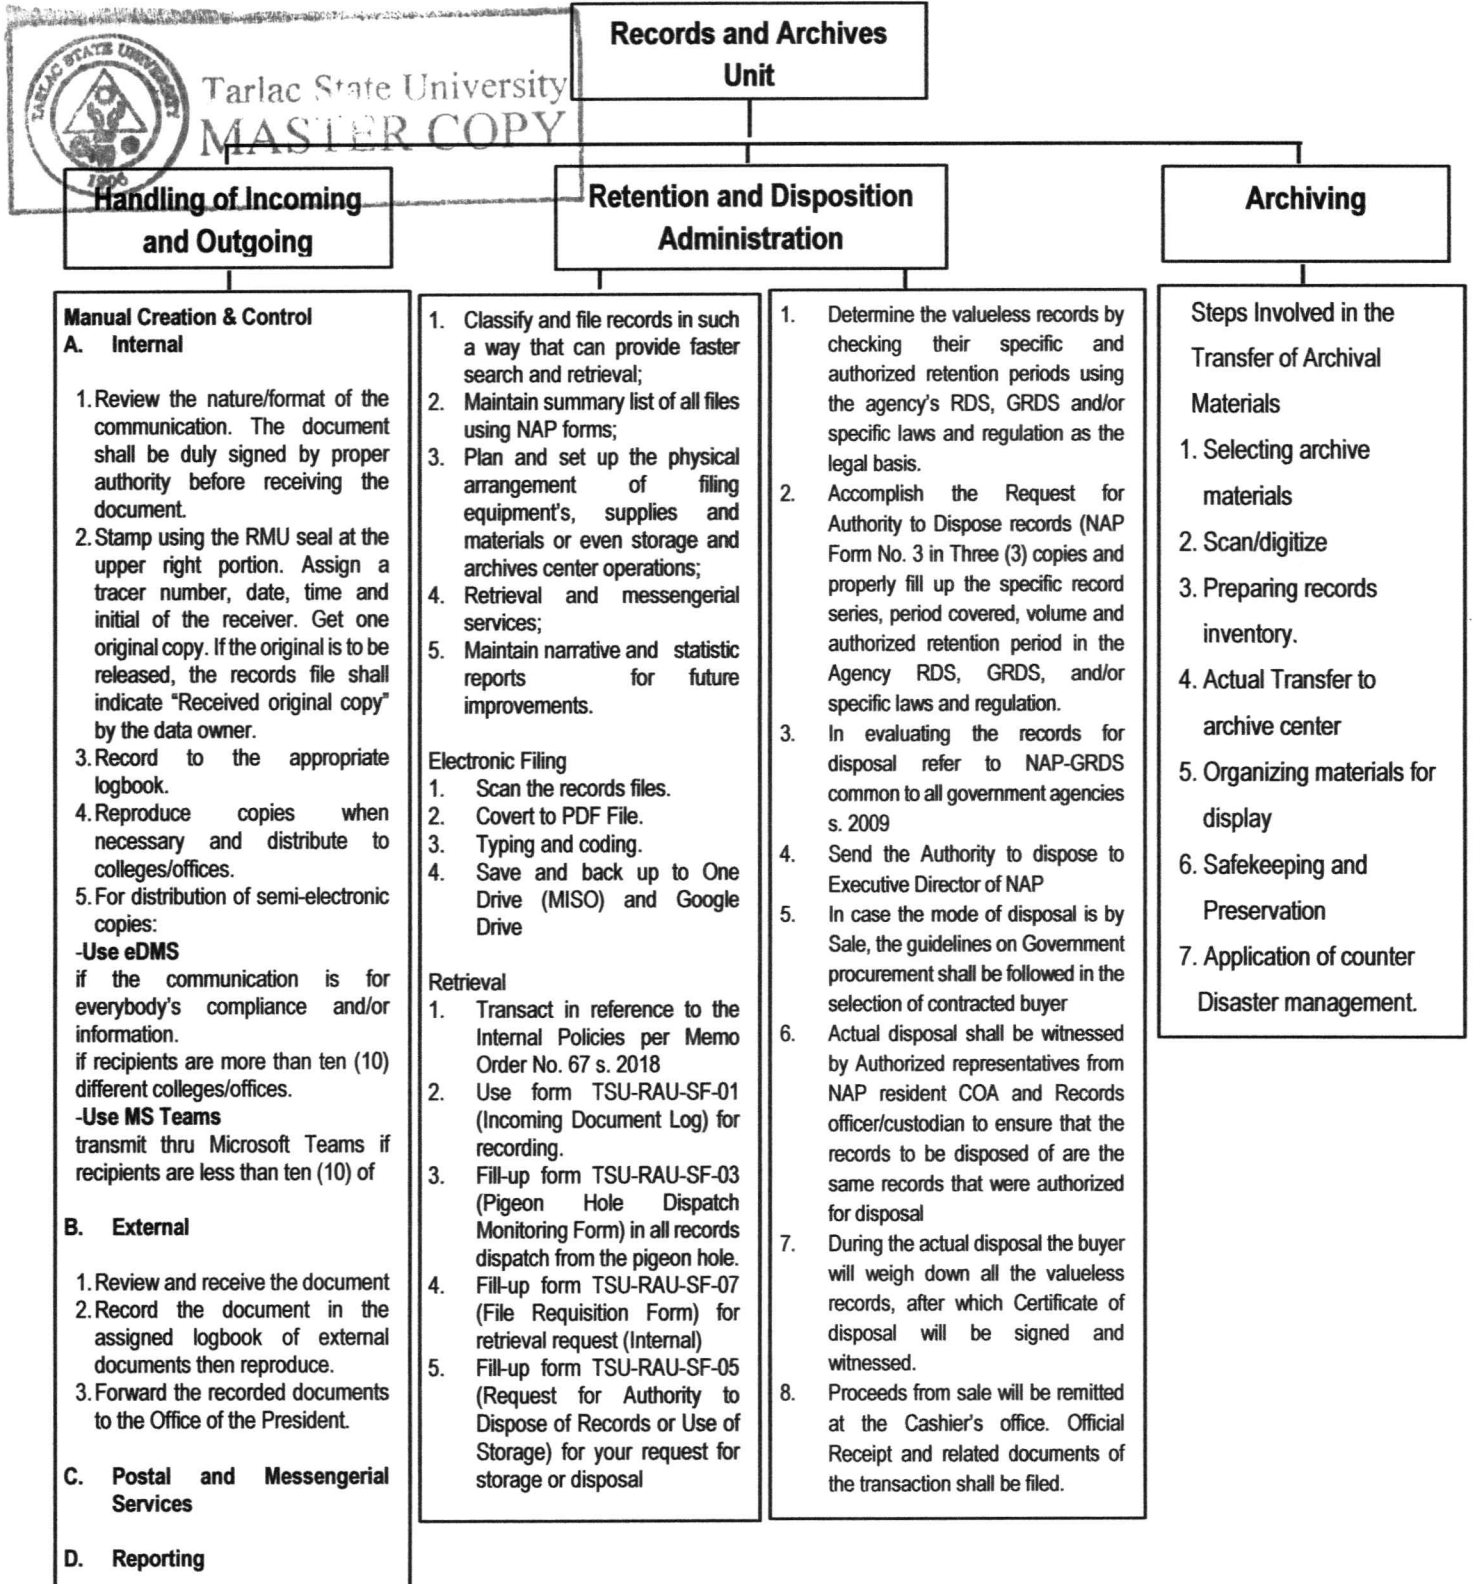 Records and Archives
Unit
TARLAC STATE UNIVERSITY
1906
Tarlac State University
MASTER COPY
Handling of Incoming
and Outgoing
Retention and Disposition
Administration
Archiving
Manual Creation & Control
A. Internal
1. Review the nature/format of the
communication. The document
shall be duly signed by proper
authority before receiving the
document.
2. Stamp using the RMU seal at the
upper right portion. Assign a
tracer number, date, time and
initial of the receiver. Get one
original copy. If the original is to be
released, the records file shall
indicate "Received original copy"
by the data owner.
3. Record to the appropriate
logbook.
4. Reproduce copies when
necessary and distribute to
colleges/offices.
5. For distribution of semi-electronic
copies:
-Use eDMS
if the communication is for
everybody's compliance and/or
information.
if recipients are more than ten (10)
different colleges/offices.
-Use MS Teams
transmit thru Microsoft Teams if
recipients are less than ten (10) of
B. External
1. Review and receive the document
2. Record the document in the
assigned logbook of external
documents then reproduce.
3. Forward the recorded documents
to the Office of the President.
C. Postal and Messengerial
Services
D. Reporting
1. Classify and file records in such
a way that can provide faster
search and retrieval;
2. Maintain summary list of all files
using NAP forms;
3. Plan and set up the physical
arrangement of filing
equipment's, supplies and
materials or even storage and
archives center operations;
4. Retrieval and messengerial
services;
5. Maintain narrative and statistic
reports for future
improvements.
Electronic Filing
1. Scan the records files.
2. Covert to PDF File.
3. Typing and coding.
4. Save and back up to One
Drive (MISO) and Google
Drive
Retrieval
1. Transact in reference to the
Internal Policies per Memo
Order No. 67 s. 2018
2. Use form TSU-RAU-SF-01
(Incoming Document Log) for
recording.
3. Fill-up form TSU-RAU-SF-03
(Pigeon Hole Dispatch
Monitoring Form) in all records
dispatch from the pigeon hole.
4. Fill-up form TSU-RAU-SF-07
(File Requisition Form) for
retrieval request (Internal)
5. Fill-up form TSU-RAU-SF-05
(Request for Authority to
Dispose of Records or Use of
Storage) for your request for
storage or disposal
1. Determine the valueless records by
checking their specific and
authorized retention periods using
the agency's RDS, GRDS and/or
specific laws and regulation as the
legal basis.
2. Accomplish the Request for
Authority to Dispose records (NAP
Form No. 3 in Three (3) copies and
properly fill up the specific record
series, period covered, volume and
authorized retention period in the
Agency RDS, GRDS, and/or
specific laws and regulation.
3. In evaluating the records for
disposal refer to NAP-GRDS
common to all government agencies
s. 2009
4. Send the Authority to dispose to
Executive Director of NAP
5. In case the mode of disposal is by
Sale, the guidelines on Government
procurement shall be followed in the
selection of contracted buyer
6. Actual disposal shall be witnessed
by Authorized representatives from
NAP resident COA and Records
officer/custodian to ensure that the
records to be disposed of are the
same records that were authorized
for disposal
7. During the actual disposal the buyer
will weigh down all the valueless
records, after which Certificate of
disposal will be signed and
witnessed.
8. Proceeds from sale will be remitted
at the Cashier's office. Official
Receipt and related documents of
the transaction shall be filed.
Steps Involved in the
Transfer of Archival
Materials
1. Selecting archive
materials
2. Scan/digitize
3. Preparing records
inventory.
4. Actual Transfer to
archive center
5. Organizing materials for
display
6. Safekeeping and
Preservation
7. Application of counter
Disaster management.